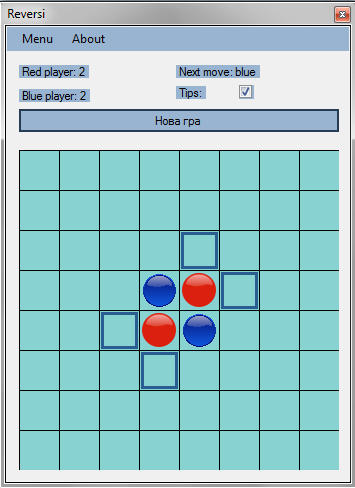 Reversi
Menu About
Red player: 2 Next move: blue
Blue player: 2 Tips:
Нова гра